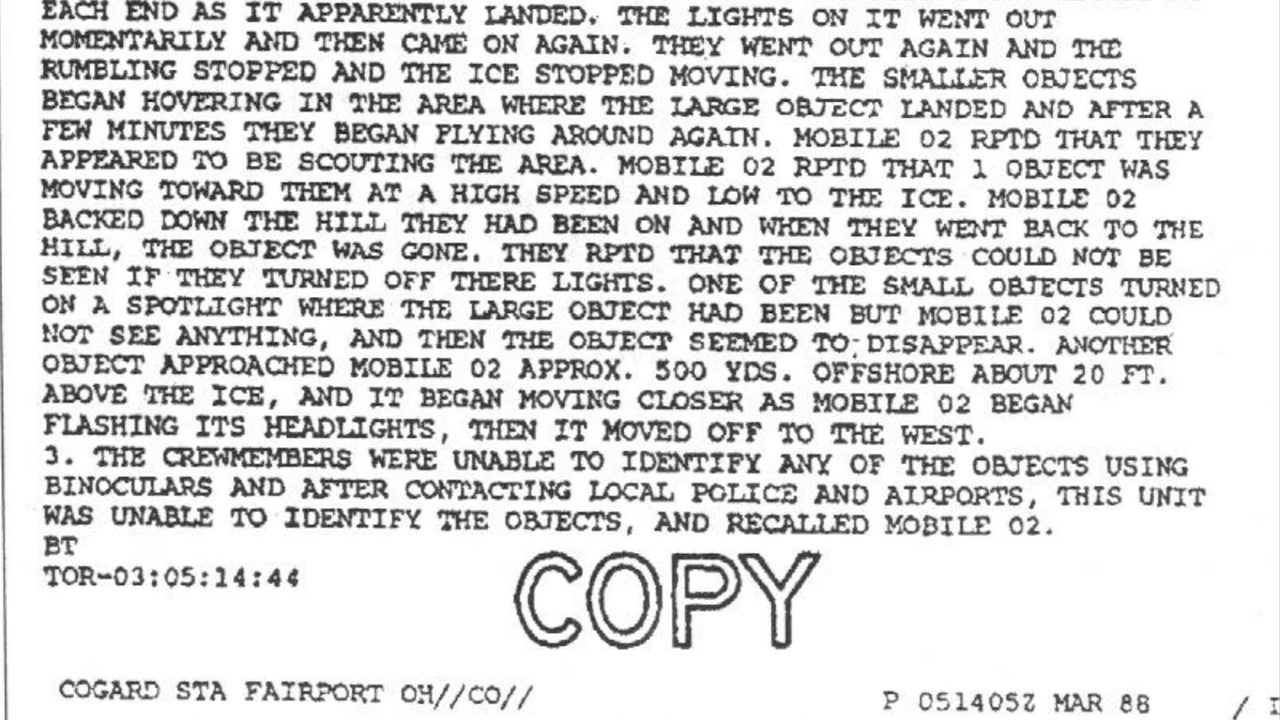 EACH END AS IT APPARENTLY LANDED. THE LIGHTS ON IT WENT OUT
MOMENTARILY AND THEN CAME ON AGAIN. THEY WENT OUT AGAIN AND THE
RUMBLING STOPPED AND THE ICE STOPPED MOVING. THE SMALLER OBJECTS
BEGAN HOVERING IN THE AREA WHERE THE LARGE OBJECT LANDED AND AFTER A
FEW MINUTES THEY BEGAN FLYING AROUND AGAIN. MOBILE 02 RPTD THAT THEY
APPEARED TO BE SCOUTING THE AREA. MOBILE 02 RPTD THAT 1 OBJECT WAS
MOVING TOWARD THEM AT A HIGH SPEED AND LOW TO THE ICE. MOBILE 02
BACKED DOWN THE HILL THEY HAD BEEN ON AND WHEN THEY WENT BACK TO THE
HILL, THE OBJECT WAS GONE. THEY RPTD THAT THE OBJECTS COULD NOT BE
SEEN IF THEY TURNED OFF THERE LIGHTS. ONE OF THE SMALL OBJECTS TURNED
ON A SPOTLIGHT WHERE THE LARGE OBJECT HAD BEEN BUT MOBILE 02 COULD
NOT SEE ANYTHING, AND THEN THE OBJECT SEEMED TO DISAPPEAR. ANOTHER
OBJECT APPROACHED MOBILE 02 APPROX. 500 YDS. OFFSHORE ABOUT 20 FT.
ABOVE THE ICE, AND IT BEGAN MOVING CLOSER AS MOBILE 02 BEGAN
FLASHING ITS HEADLIGHTS, THEN IT MOVED OFF TO THE WEST.
3. THE CREWMEMBERS WERE UNABLE TO IDENTIFY ANY OF THE OBJECTS USING
BINOCULARS AND AFTER CONTACTING LOCAL POLICE AND AIRPORTS, THIS UNIT
WAS UNABLE TO IDENTIFY THE OBJECTS, AND RECALLED MOBILE 02.
BT
TOR-03:05:14:44
COPY
COGARD STA FAIRPORT OH//CO// P 051405Z MAR 88 /